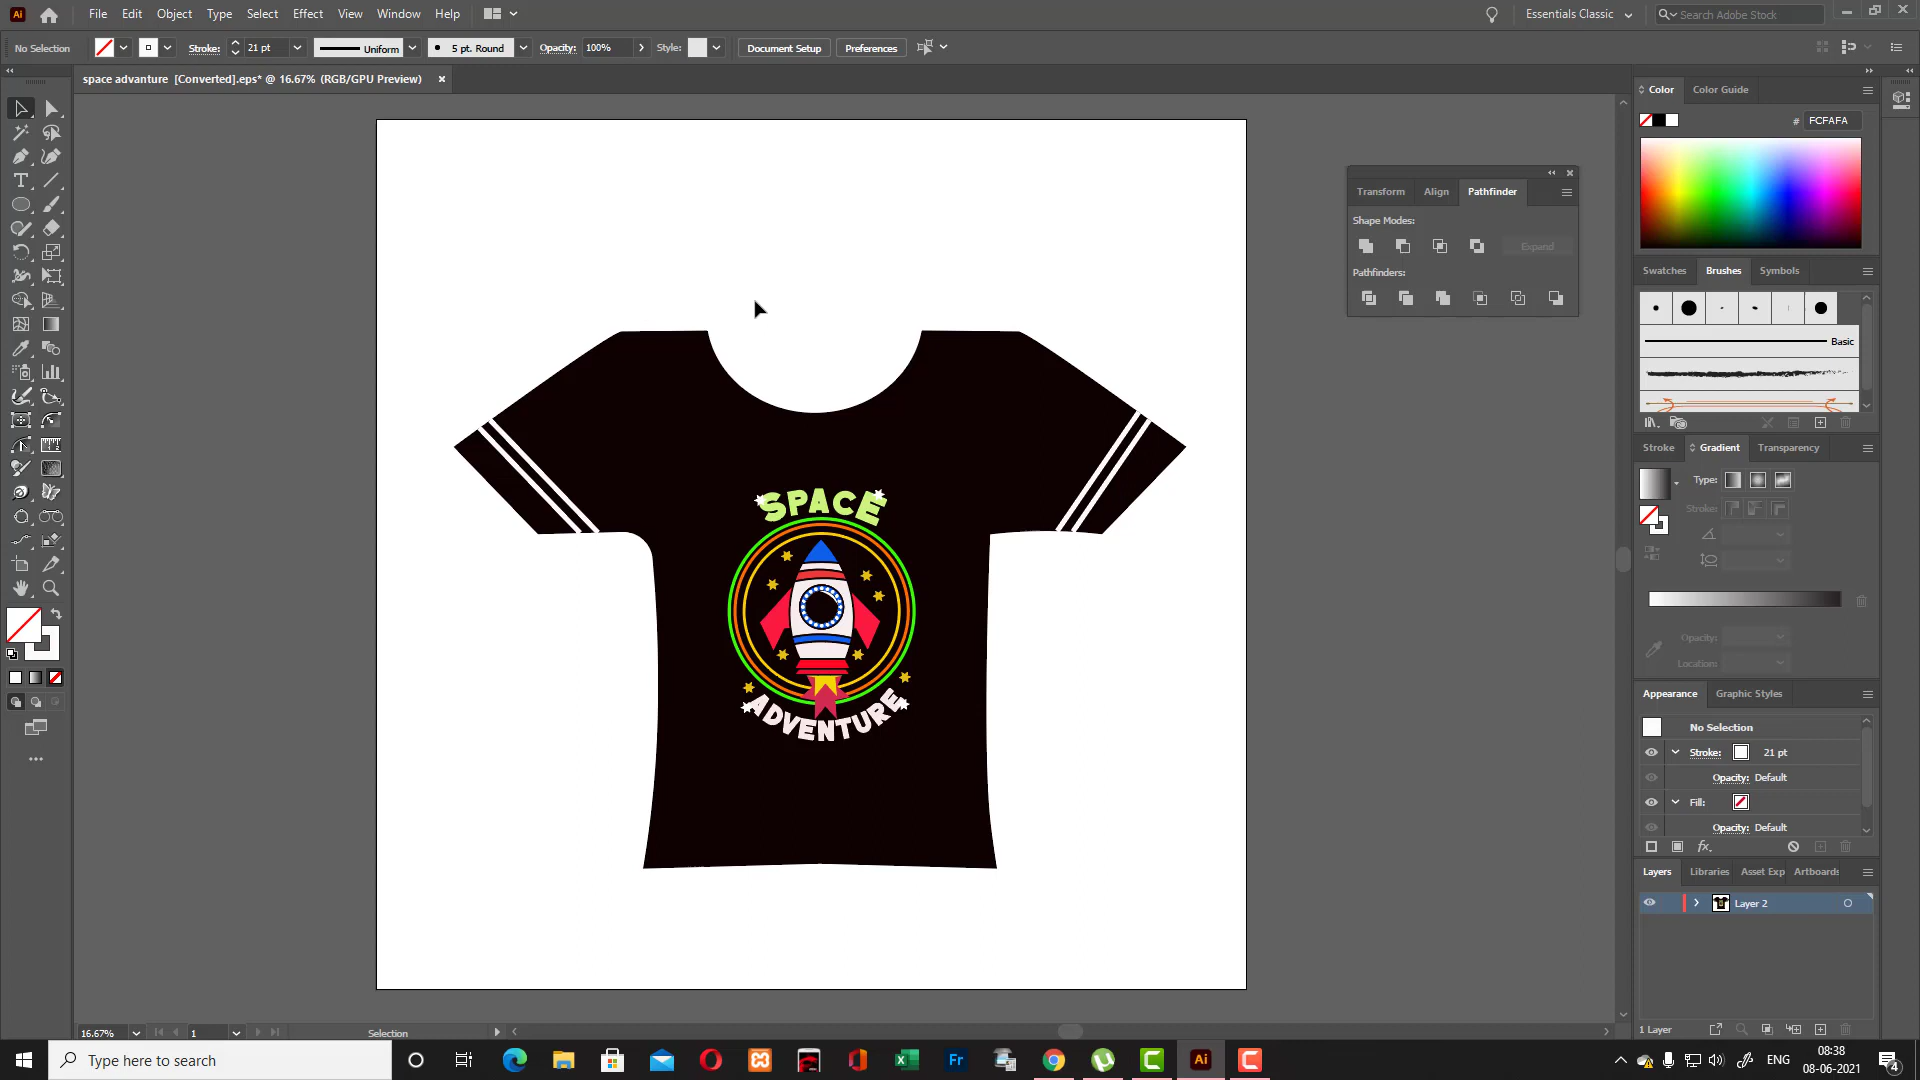 File Edit Object Type Select Effect View Window Help
Essentials Classic
Search Adobe Stock
No Selection
Stroke: 21 pt
Uniform
5 pt. Round
Opacity: 100%
Style:
Document Setup
Preferences
space advanture [Converted].eps* @ 16.67% (RGB/GPU Preview)
Color Color Guide
# FCFAFA
Transform Align Pathfinder
Shape Modes:
Expand
Pathfinders:
Swatches Brushes Symbols
Basic
Stroke Gradient Transparency
Type:
Stroke:
Opacity:
Location:
SPACE
ADVENTURE
Appearance Graphic Styles
No Selection
Stroke: 21 pt
Opacity: Default
Fill:
Opacity: Default
fx.
Layers Libraries Asset Exp Artboards
Layer 2
1 Layer
16.67%
1
Selection
Type here to search
Fr
Ai
ENG
08:38
08-06-2021
4